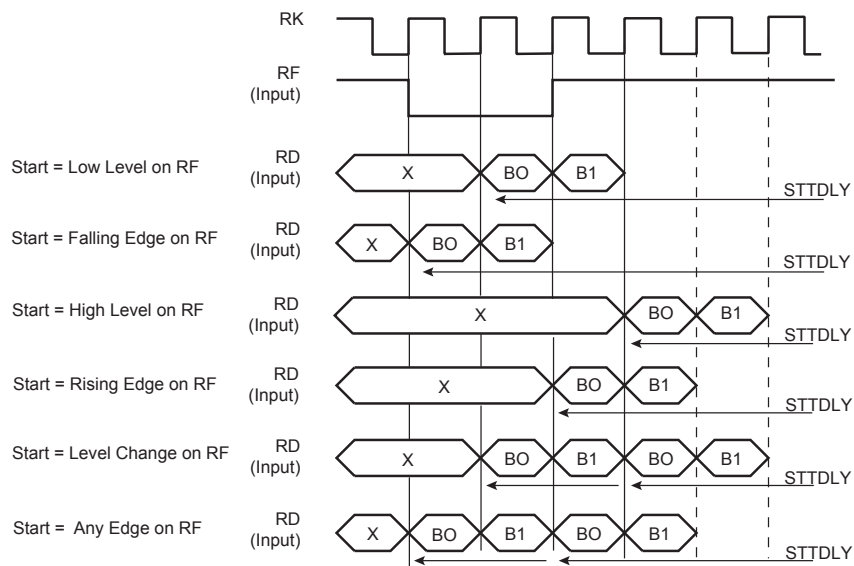 RK
RF
(Input)
Start = Low Level on RF
RD
(Input)
X
BO
B1
STTDLY
Start = Falling Edge on RF
RD
(Input)
X
BO
B1
STTDLY
Start = High Level on RF
RD
(Input)
X
BO
B1
STTDLY
Start = Rising Edge on RF
RD
(Input)
X
BO
B1
STTDLY
Start = Level Change on RF
RD
(Input)
X
BO
B1
BO
B1
STTDLY
Start = Any Edge on RF
RD
(Input)
X
BO
B1
BO
B1
STTDLY